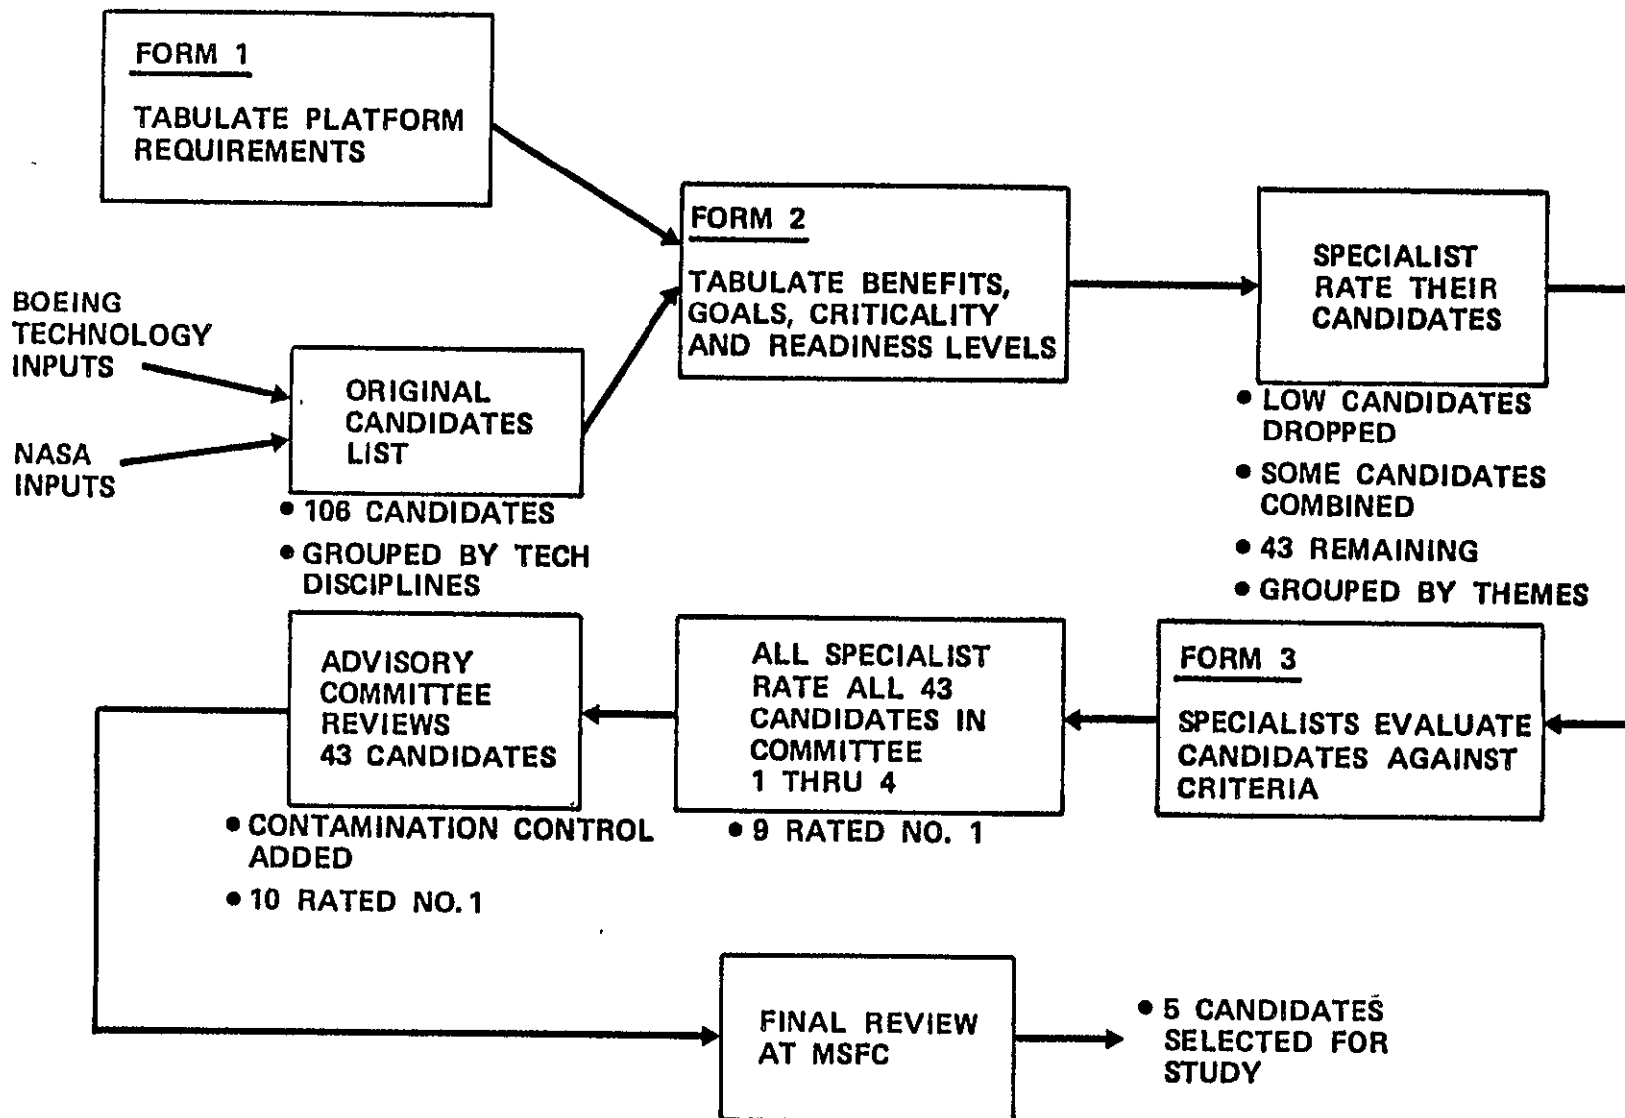 FORM 1
TABULATE PLATFORM
REQUIREMENTS
BOEING
TECHNOLOGY
INPUTS
NASA
INPUTS
ORIGINAL
CANDIDATES
LIST
• 106 CANDIDATES
• GROUPED BY TECH
DISCIPLINES
FORM 2
TABULATE BENEFITS,
GOALS, CRITICALITY
AND READINESS LEVELS
SPECIALIST
RATE THEIR
CANDIDATES
• LOW CANDIDATES
DROPPED
• SOME CANDIDATES
COMBINED
• 43 REMAINING
• GROUPED BY THEMES
FORM 3
SPECIALISTS EVALUATE
CANDIDATES AGAINST
CRITERIA
ALL SPECIALIST
RATE ALL 43
CANDIDATES IN
COMMITTEE
1 THRU 4
• 9 RATED NO. 1
ADVISORY
COMMITTEE
REVIEWS
43 CANDIDATES
• CONTAMINATION CONTROL
ADDED
• 10 RATED NO. 1
FINAL REVIEW
AT MSFC
• 5 CANDIDATES
SELECTED FOR
STUDY